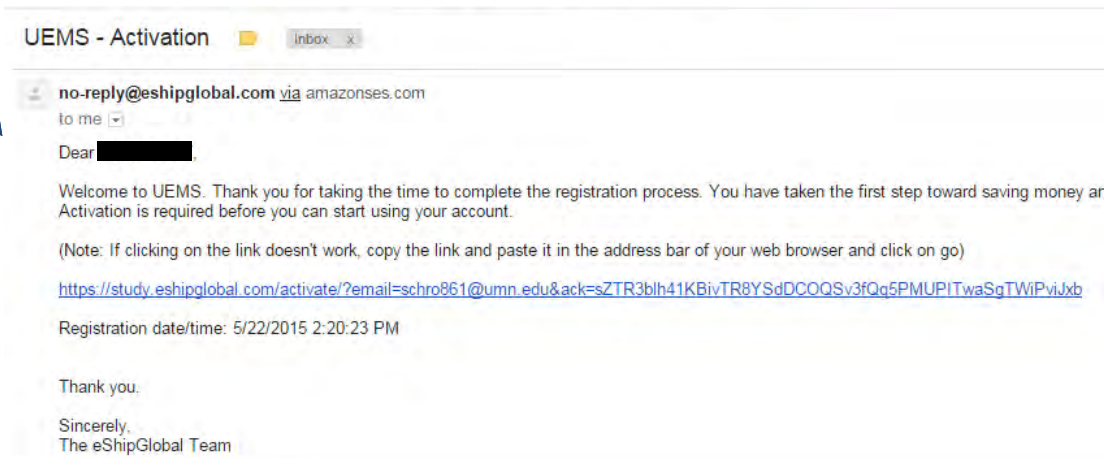 UEMS - Activation
inbox x
no-reply@eshipglobal.com via amazonses.com
to me
Dear ,
Welcome to UEMS. Thank you for taking the time to complete the registration process. You have taken the first step toward saving money
Activation is required before you can start using your account.
(Note: If clicking on the link doesn't work, copy the link and paste it in the address bar of your web browser and click on go)
https://study.eshipglobal.com/activate/?email=schro861@umn.edu&ack=sZTR3blh41KBivTR8YSdDCOQSv3fQq5PMUPITwaSgTWiPviJxb
Registration date/time: 5/22/2015 2:20:23 PM
Thank you.
Sincerely.
The eShipGlobal Team